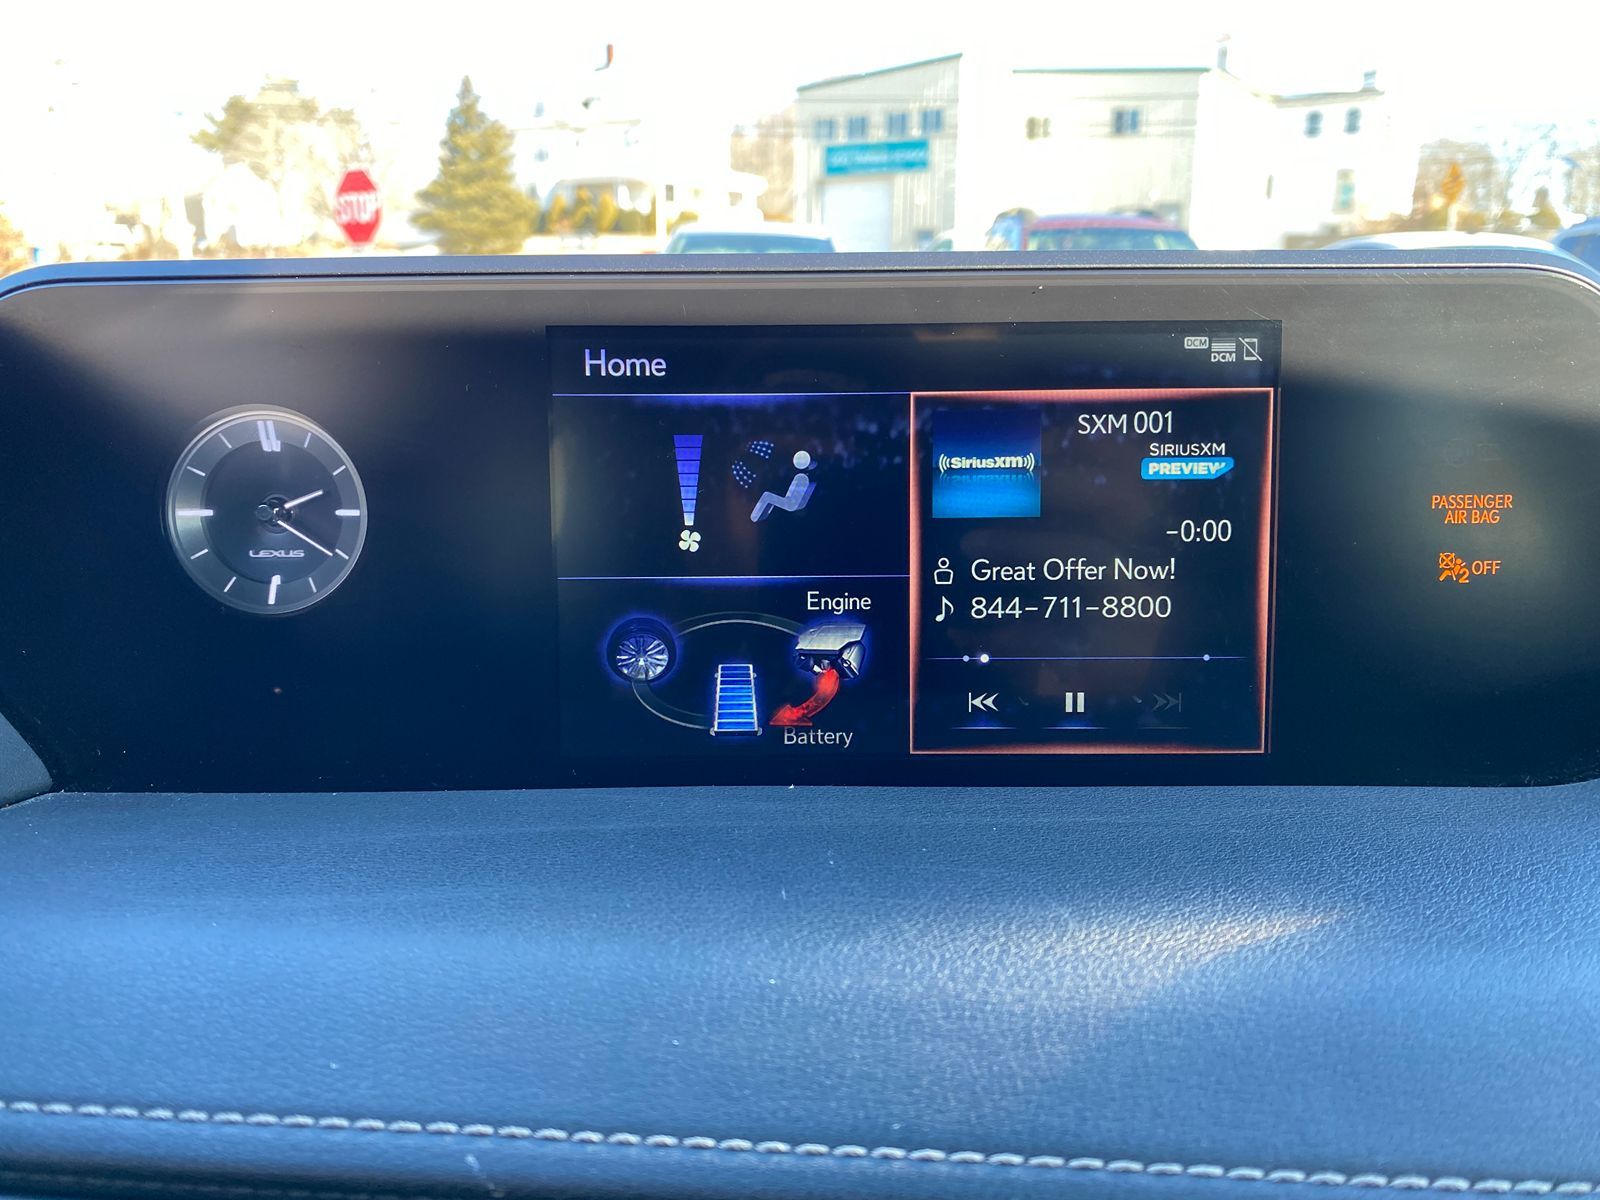 STOP
Home
DCM
DCM
LEXUS
SXM 001
((SiriusXM))
SIRIUSXM
PREVIEW
-0:00
Great Offer Now!
844-711-8800
Engine
Battery
PASSENGER
AIR BAG
2 OFF